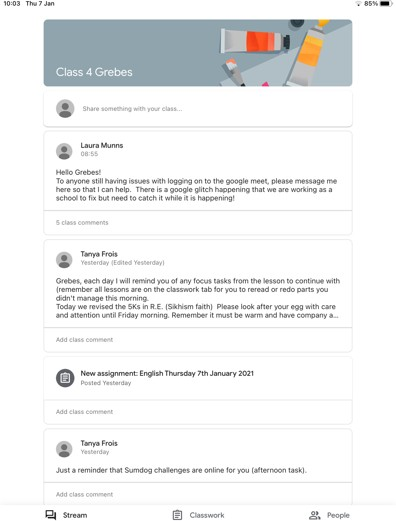 10:03 Thu 7 Jan 85%
Class 4 Grebes
Share something with your class...
Laura Munns
08:55
Hello Grebes!
To anyone still having issues with logging on to the google meet, please message me
here so that I can help. There is a google glitch happening that we are working as a
school to fix but need to catch it while it is happening!
5 class comments
Tanya Frois
Yesterday (Edited Yesterday)
Grebes, each day I will remind you of any focus tasks from the lesson to continue with
(remember all lessons are on the classwork tab for you to reread or redo parts you
didn't manage this morning.
Today we revised the 5Ks in R.E. (Sikhism faith) Please look after your egg with care
and attention until Friday morning. Remember it must be warm and have company a...
Add class comment
New assignment: English Thursday 7th January 2021
Posted Yesterday
Add class comment
Tanya Frois
Yesterday
Just a reminder that Sumdog challenges are online for you (afternoon task).
Add class comment
Stream Classwork People